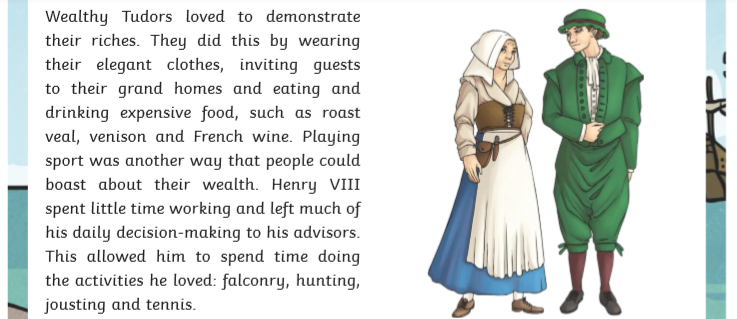 Wealthy Tudors loved to demonstrate
their riches. They did this by wearing
their elegant clothes, inviting guests
to their grand homes and eating and
drinking expensive food, such as roast
veal, venison and French wine. Playing
sport was another way that people could
boast about their wealth. Henry VIII
spent little time working and left much of
his daily decision-making to his advisors.
This allowed him to spend time doing
the activities he loved: falconry, hunting,
jousting and tennis.